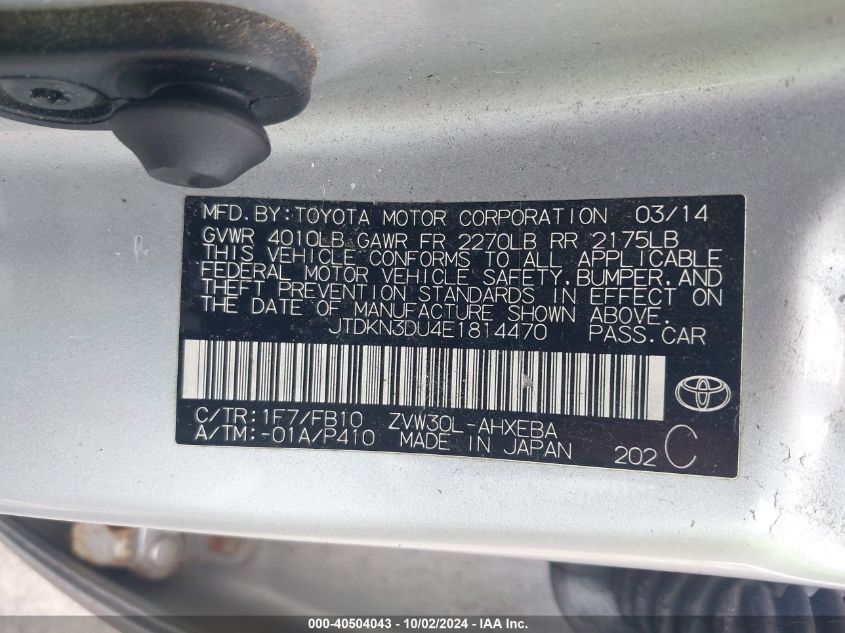 MFD. BY: TOYOTA MOTOR CORPORATION 03/14
GVWR 4010LB GAWR FR 2270LB RR 2175LB
THIS VEHICLE CONFORMS TO ALL APPLICABLE
FEDERAL MOTOR VEHICLE SAFETY, BUMPER, AND
THEFT PREVENTION STANDARDS IN EFFECT ON
THE DATE OF MANUFACTURE SHOWN ABOVE.
JTDKN3DU4E1814470 PASS. CAR
C/TR: 1F7/FB10 ZVW30L-AHXEBA
A/TM: -01A/P410 MADE IN JAPAN 202 C
000-40504043 - 10/02/2024 - IAA Inc.